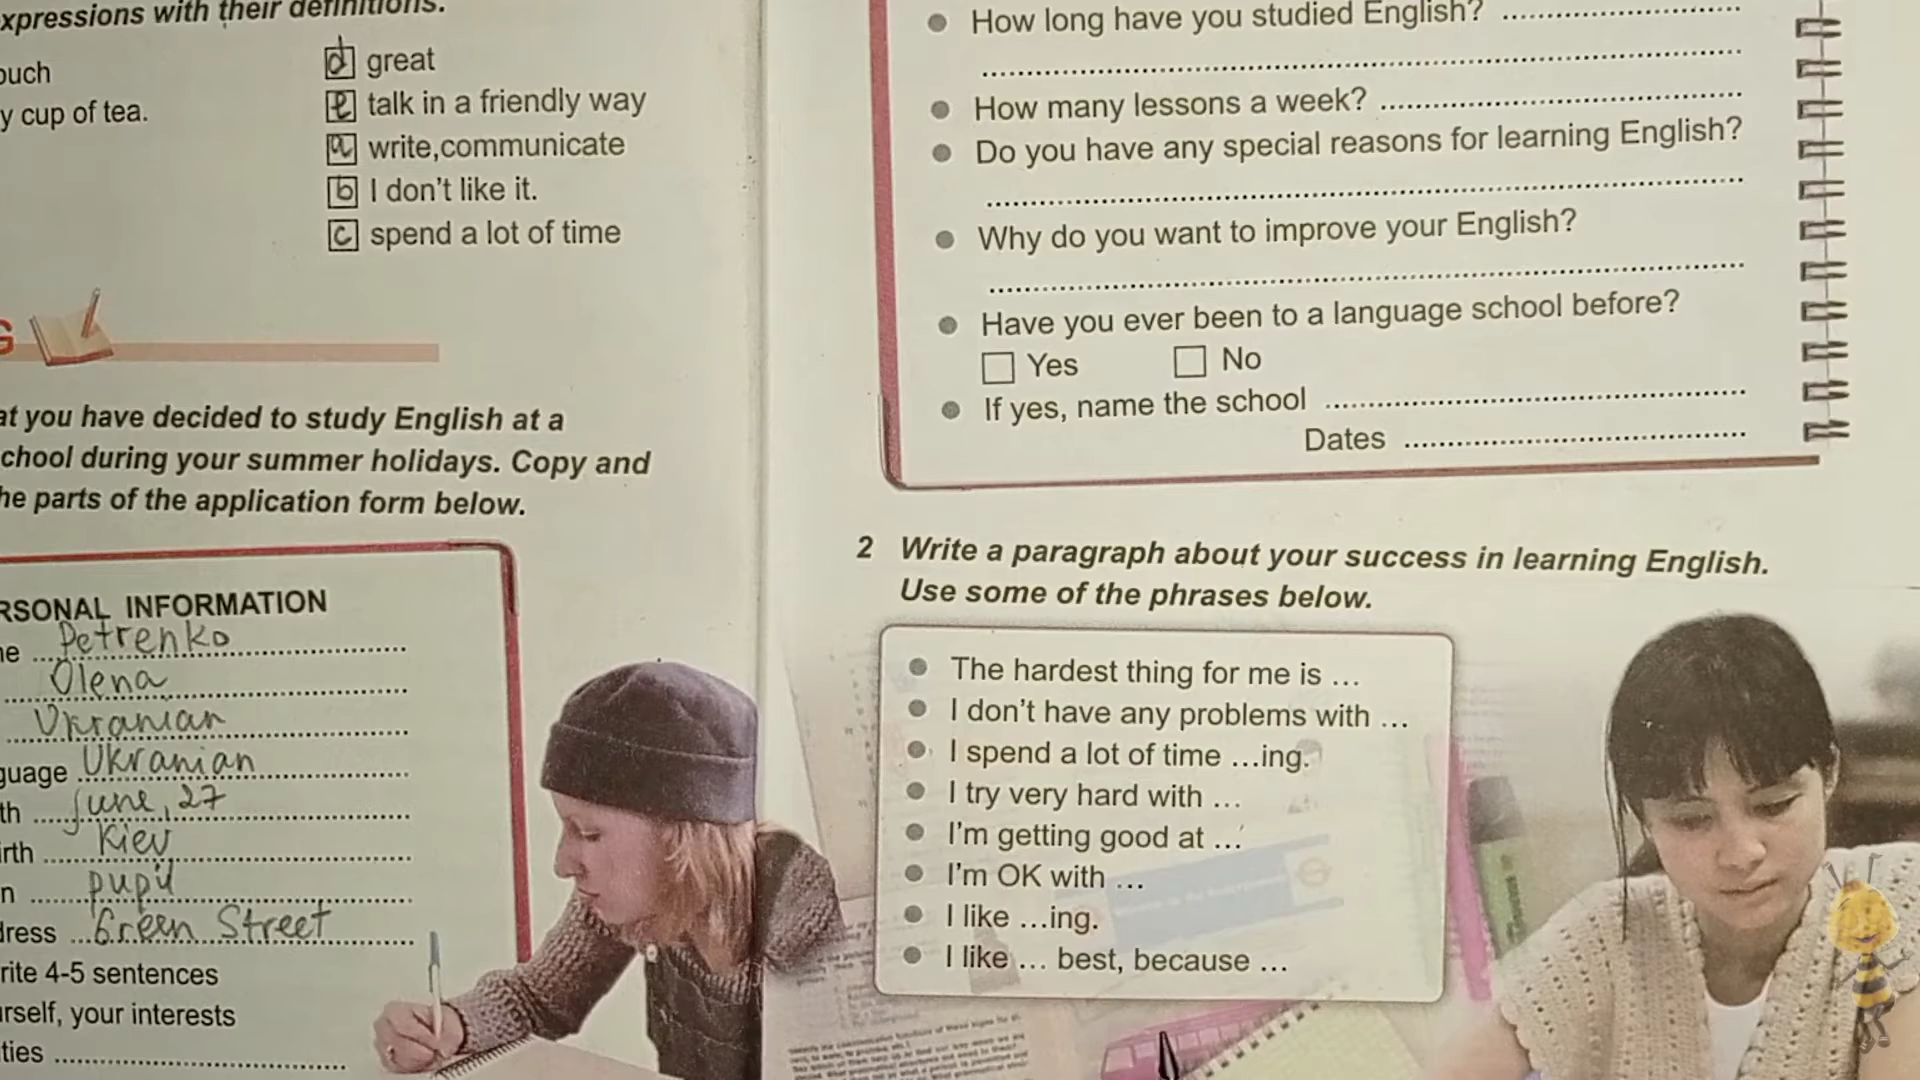 expressions with their definitions.
ouch
y cup of tea.
d great
e talk in a friendly way
a write,communicate
b I don't like it.
c spend a lot of time
G
at you have decided to study English at a
chool during your summer holidays. Copy and
he parts of the application form below.
RSONAL INFORMATION
ne ... Petrenko
Olena
Ukranian
guage Ukranian
th ... June, 27
irth ... Kiev
n ... pupil
dress ... Green Street
rite 4-5 sentences
urself, your interests
ties ...
How long have you studied English? ...
How many lessons a week? ...
Do you have any special reasons for learning English?
Why do you want to improve your English?
Have you ever been to a language school before?
Yes No
If yes, name the school ...
Dates ...
2 Write a paragraph about your success in learning English.
Use some of the phrases below.
The hardest thing for me is ...
I don't have any problems with ...
I spend a lot of time ...ing.
I try very hard with ...
I'm getting good at ...
I'm OK with ...
I like ...ing.
I like ... best, because ...